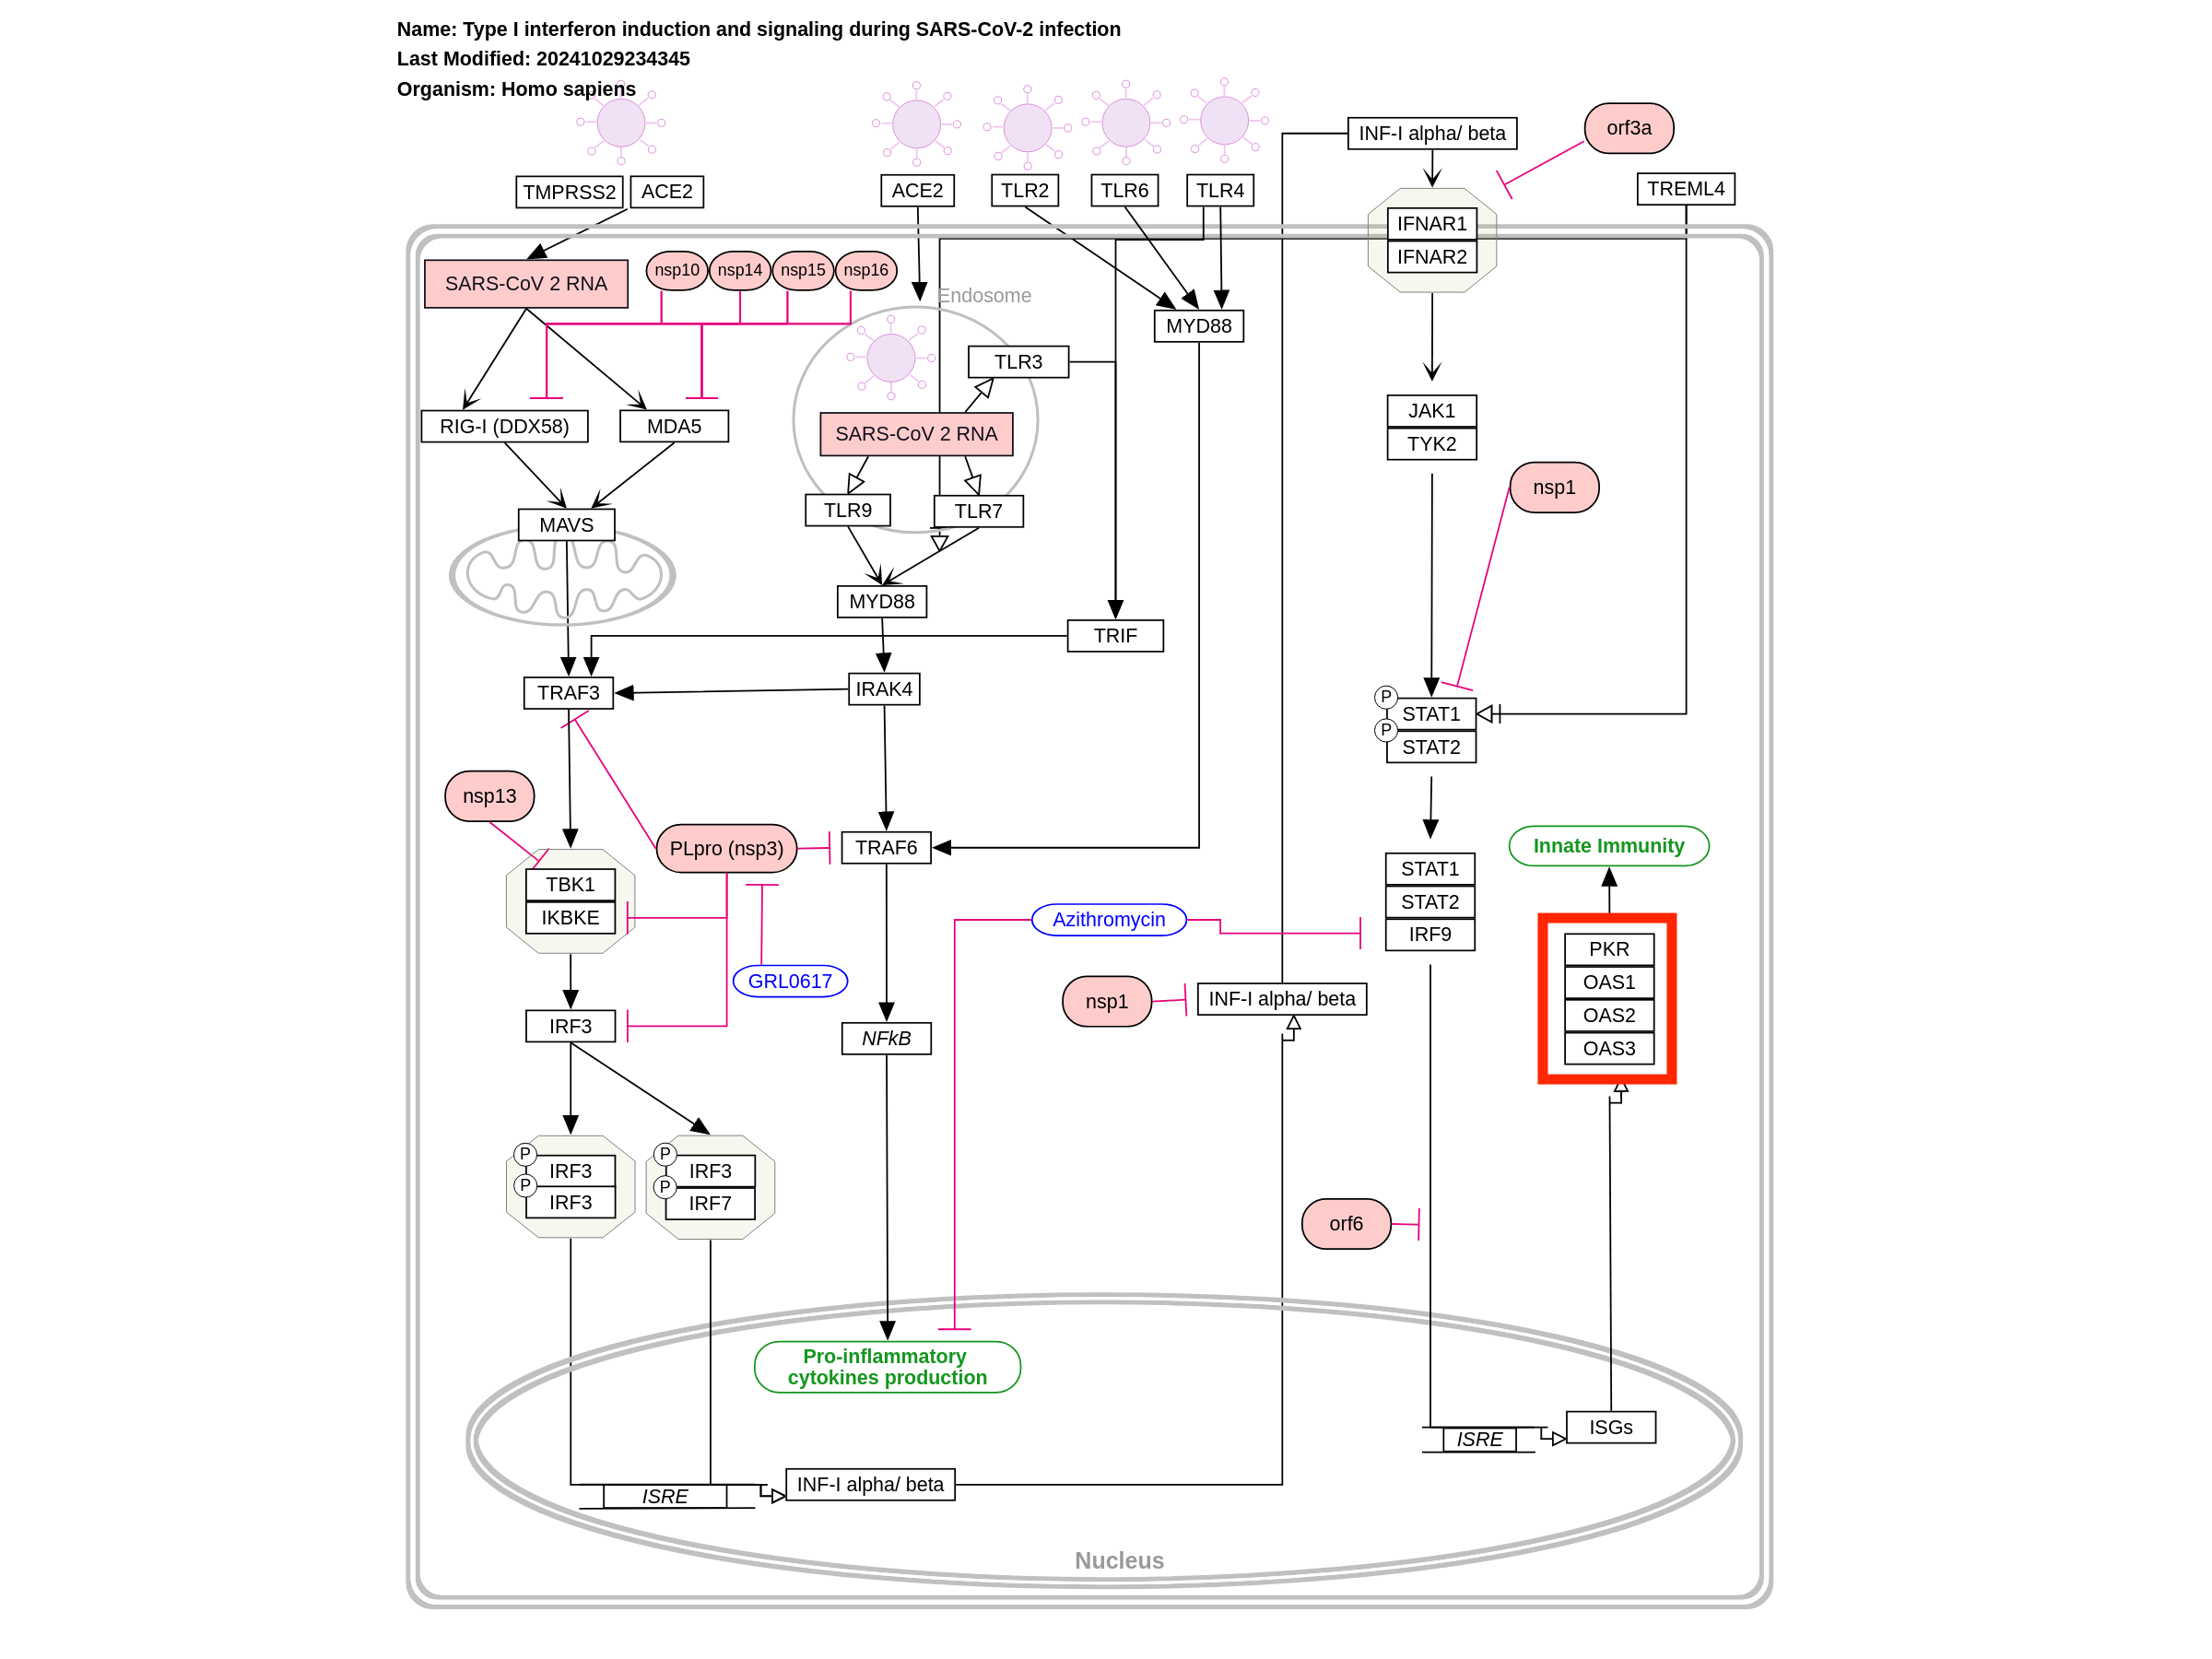 Name: Type I interferon induction and signaling during SARS-CoV-2 infection
Last Modified: 20241029234345
Organism: Homo sapiens
TMPRSS2
ACE2
ACE2
TLR2
TLR6
TLR4
INF-I alpha/ beta
orf3a
TREML4
IFNAR1
IFNAR2
SARS-CoV 2 RNA
nsp10
nsp14
nsp15
nsp16
Endosome
MYD88
TLR3
RIG-I (DDX58)
MDA5
SARS-CoV 2 RNA
JAK1
TYK2
nsp1
TLR9
TLR7
MAVS
MYD88
TRIF
TRAF3
IRAK4
P
STAT1
P
STAT2
nsp13
PLpro (nsp3)
TRAF6
Innate Immunity
TBK1
IKBKE
STAT1
STAT2
IRF9
Azithromycin
GRL0617
PKR
OAS1
OAS2
OAS3
nsp1
INF-I alpha/ beta
IRF3
NFkB
P
IRF3
P
IRF3
P
IRF3
P
IRF7
orf6
Pro-inflammatory
cytokines production
ISGs
ISRE
INF-I alpha/ beta
ISRE
Nucleus